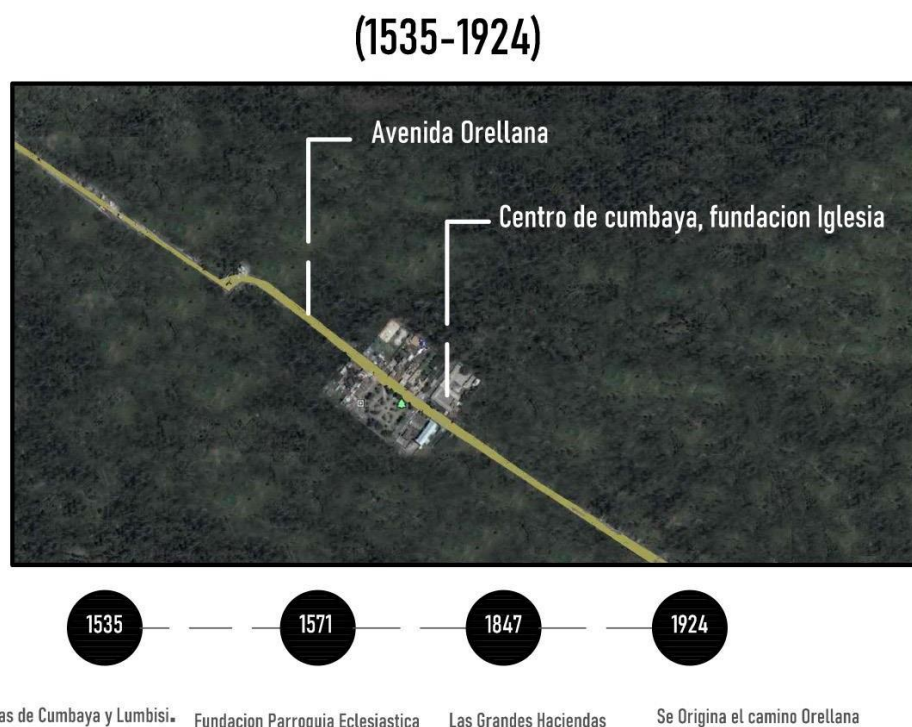 (1535-1924)
Avenida Orellana
Centro de cumbaya, fundacion Iglesia
1535
1571
1847
1924
as de Cumbaya y Lumbisi.
Fundacion Parroquia Eclesiastica
Las Grandes Haciendas
Se Origina el camino Orellana